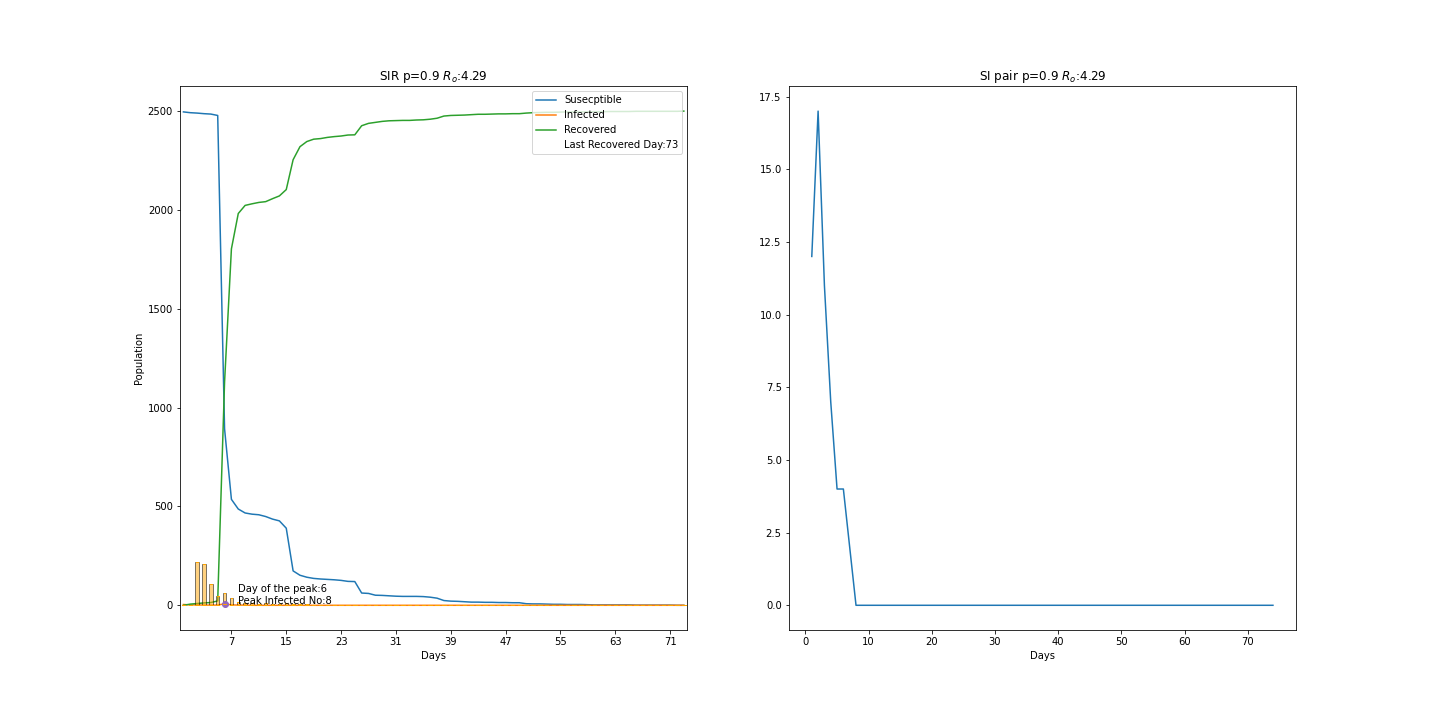 SIR p=0.9 Rₒ:4.29
Susecptible
Infected
Recovered
Last Recovered Day:73
2500
2000
1500
1000
500
0
Population
Day of the peak:6
Peak Infected No:8
7 15 23 31 39 47 55 63 71
Days
SI pair p=0.9 Rₒ:4.29
17.5
15.0
12.5
10.0
7.5
5.0
2.5
0.0
0 10 20 30 40 50 60 70
Days